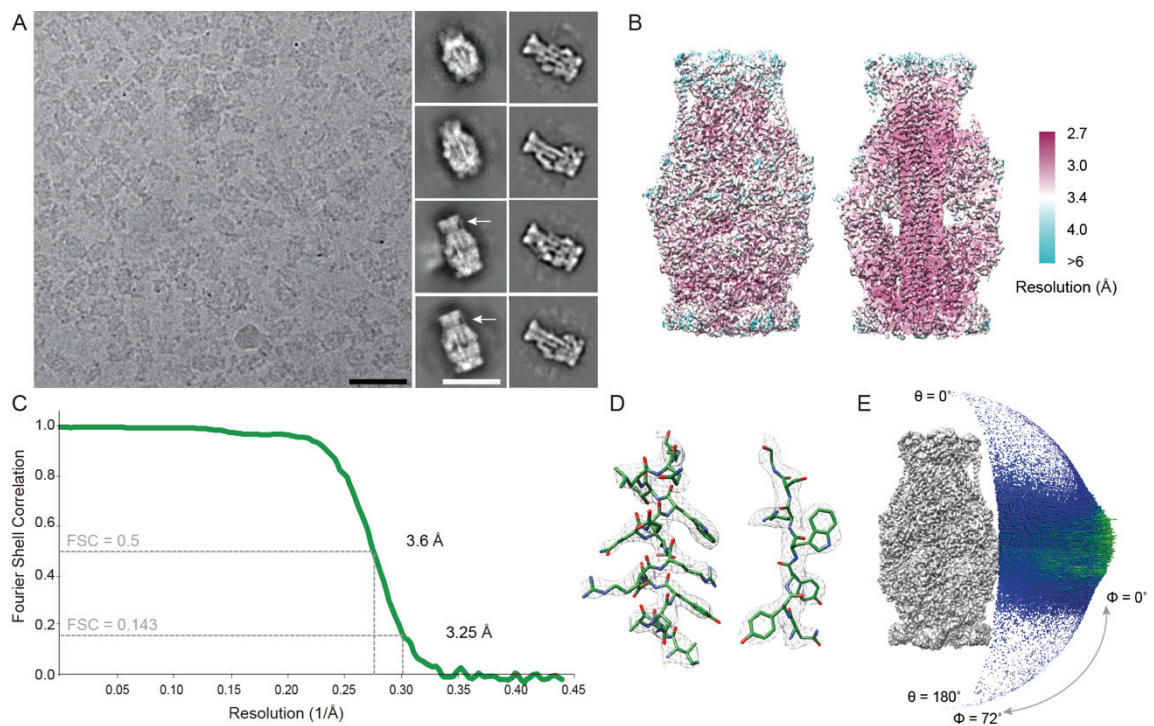 A
B
2.7
3.0
3.4
4.0
>6
Resolution (Å)
C
Fourier Shell Correlation
1.0
0.8
0.6
0.4
0.2
0.0
FSC = 0.5
3.6 Å
FSC = 0.143
3.25 Å
0.05
0.10
0.15
0.20
0.25
0.30
0.35
0.40
0.45
Resolution (1/Å)
D
E
θ = 0˚
Φ = 0˚
θ = 180˚
Φ = 72˚